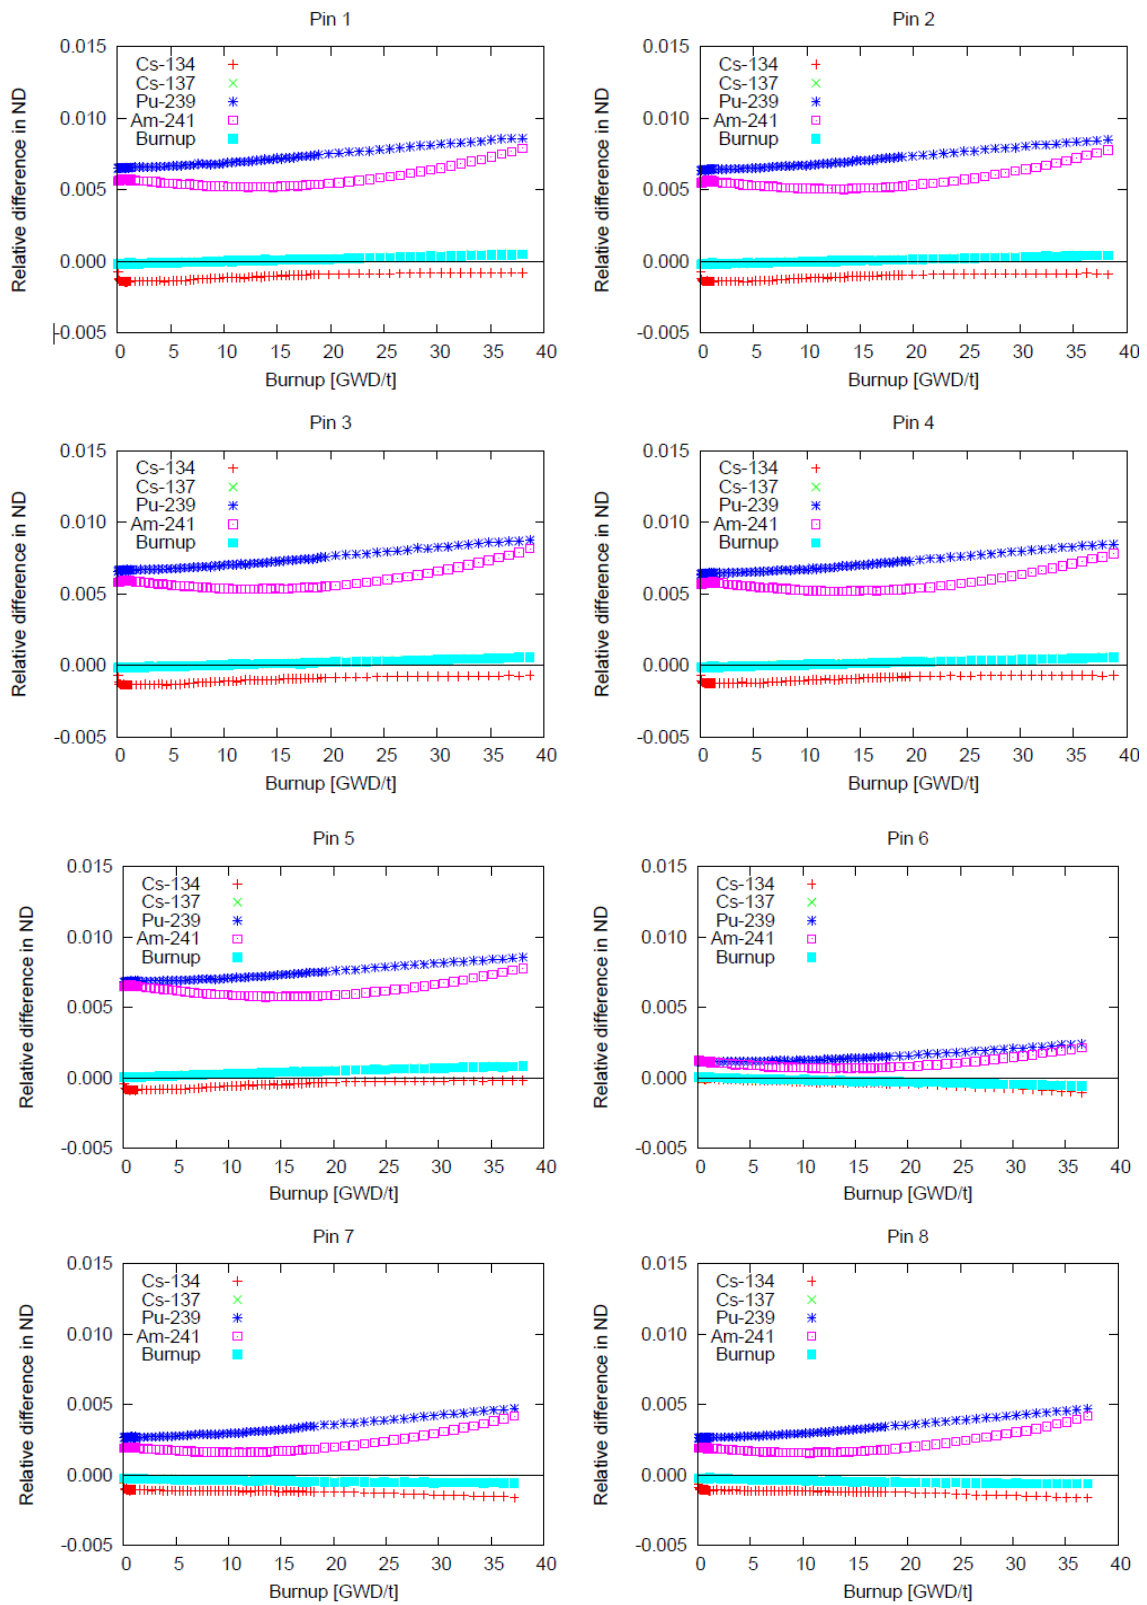 Pin 1
0.015
0.010
0.005
0.000
-0.005
Relative difference in ND
Cs-134
Cs-137
Pu-239
Am-241
Burnup
0 5 10 15 20 25 30 35 40
Burnup [GWD/t]
Pin 2
0.015
0.010
0.005
0.000
-0.005
Relative difference in ND
Cs-134
Cs-137
Pu-239
Am-241
Burnup
0 5 10 15 20 25 30 35 40
Burnup [GWD/t]
Pin 3
0.015
0.010
0.005
0.000
-0.005
Relative difference in ND
Cs-134
Cs-137
Pu-239
Am-241
Burnup
0 5 10 15 20 25 30 35 40
Burnup [GWD/t]
Pin 4
0.015
0.010
0.005
0.000
-0.005
Relative difference in ND
Cs-134
Cs-137
Pu-239
Am-241
Burnup
0 5 10 15 20 25 30 35 40
Burnup [GWD/t]
Pin 5
0.015
0.010
0.005
0.000
-0.005
Relative difference in ND
Cs-134
Cs-137
Pu-239
Am-241
Burnup
0 5 10 15 20 25 30 35 40
Burnup [GWD/t]
Pin 6
0.015
0.010
0.005
0.000
-0.005
Relative difference in ND
Cs-134
Cs-137
Pu-239
Am-241
Burnup
0 5 10 15 20 25 30 35 40
Burnup [GWD/t]
Pin 7
0.015
0.010
0.005
0.000
-0.005
Relative difference in ND
Cs-134
Cs-137
Pu-239
Am-241
Burnup
0 5 10 15 20 25 30 35 40
Burnup [GWD/t]
Pin 8
0.015
0.010
0.005
0.000
-0.005
Relative difference in ND
Cs-134
Cs-137
Pu-239
Am-241
Burnup
0 5 10 15 20 25 30 35 40
Burnup [GWD/t]